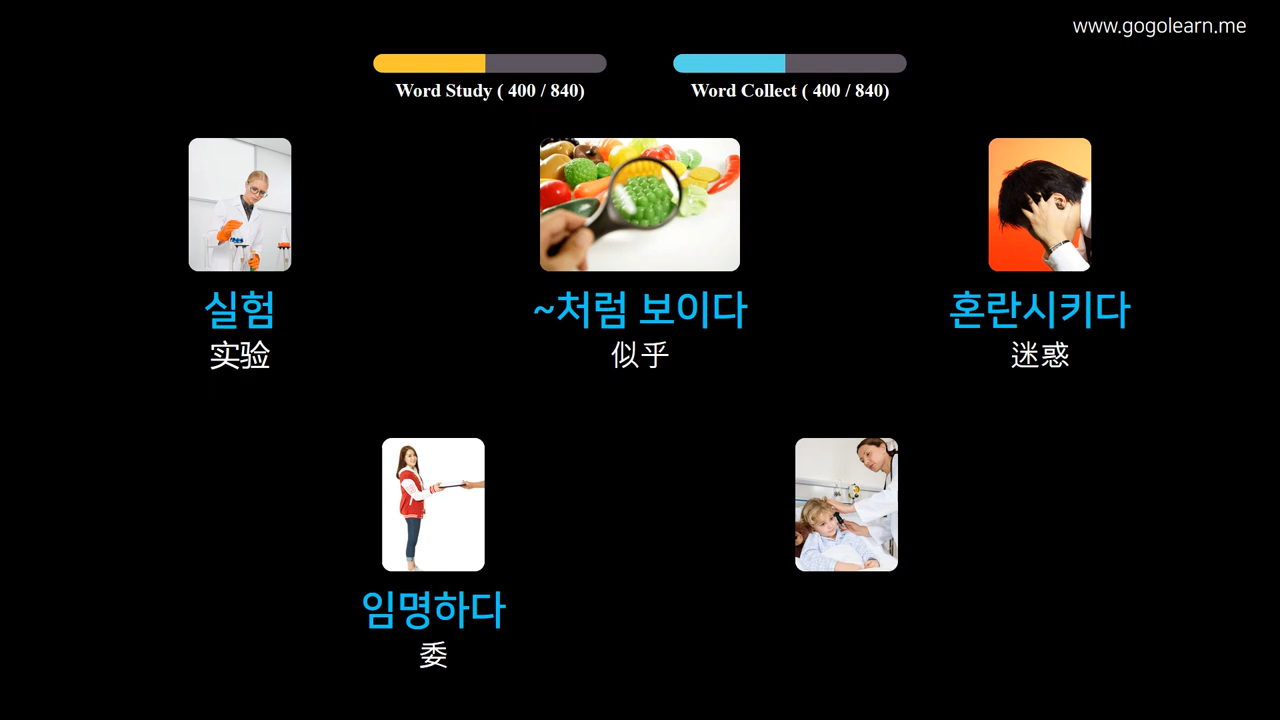 www.gogolearn.me
Word Study ( 400 / 840)
Word Collect ( 400 / 840)
실험
实验
~처럼 보이다
似乎
혼란시키다
迷惑
임명하다
委